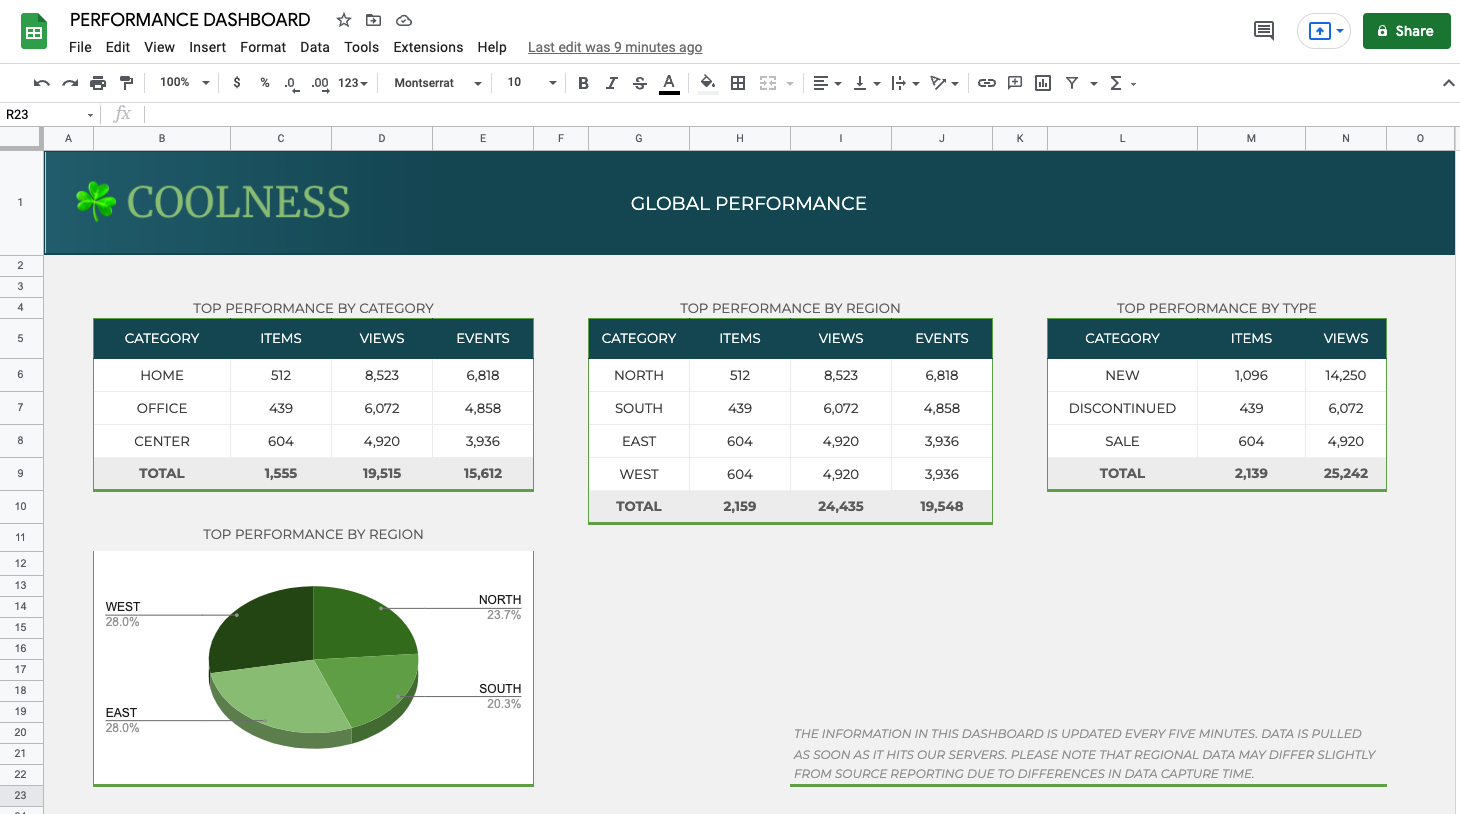 PERFORMANCE DASHBOARD
File Edit View Insert Format Data Tools Extensions Help Last edit was 9 minutes ago
Share
100% $ % .0 .00 123 Montserrat 10 B I S A Σ
R23 fx
A B C D E F G H I J K L M N O
1 COOLNESS GLOBAL PERFORMANCE
2
3
4 TOP PERFORMANCE BY CATEGORY TOP PERFORMANCE BY REGION TOP PERFORMANCE BY TYPE
5 CATEGORY ITEMS VIEWS EVENTS CATEGORY ITEMS VIEWS EVENTS CATEGORY ITEMS VIEWS
6 HOME 512 8,523 6,818 NORTH 512 8,523 6,818 NEW 1,096 14,250
7 OFFICE 439 6,072 4,858 SOUTH 439 6,072 4,858 DISCONTINUED 439 6,072
8 CENTER 604 4,920 3,936 EAST 604 4,920 3,936 SALE 604 4,920
9 TOTAL 1,555 19,515 15,612 WEST 604 4,920 3,936 TOTAL 2,139 25,242
10 TOTAL 2,159 24,435 19,548
11 TOP PERFORMANCE BY REGION
12
13
14 WEST NORTH
28.0% 23.7%
15
16
17
18 SOUTH
20.3%
19 EAST
28.0%
20 THE INFORMATION IN THIS DASHBOARD IS UPDATED EVERY FIVE MINUTES. DATA IS PULLED
21 AS SOON AS IT HITS OUR SERVERS. PLEASE NOTE THAT REGIONAL DATA MAY DIFFER SLIGHTLY
22 FROM SOURCE REPORTING DUE TO DIFFERENCES IN DATA CAPTURE TIME.
23